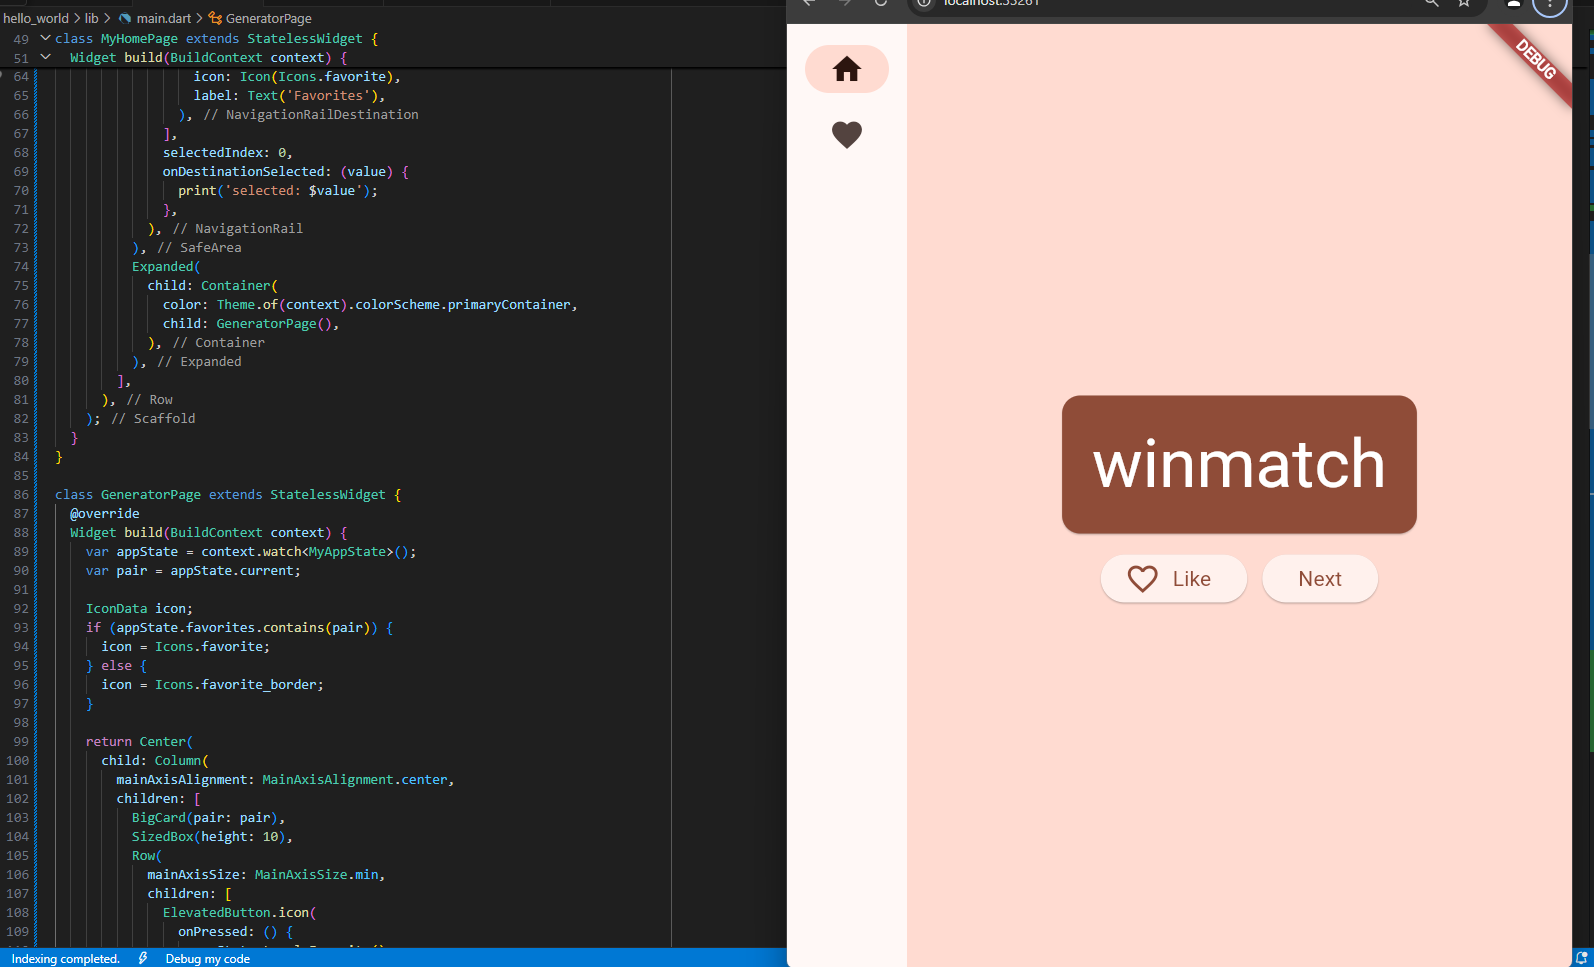 hello_world > lib > main.dart > GeneratorPage
49 class MyHomePage extends StatelessWidget {
51 Widget build(BuildContext context) {
64 icon: Icon(Icons.favorite),
65 label: Text('Favorites'),
66 ), // NavigationRailDestination
67 ],
68 selectedIndex: 0,
69 onDestinationSelected: (value) {
70 print('selected: $value');
71 },
72 ), // NavigationRail
73 ), // SafeArea
74 Expanded(
75 child: Container(
76 color: Theme.of(context).colorScheme.primaryContainer,
77 child: GeneratorPage(),
78 ), // Container
79 ), // Expanded
80 ],
81 ), // Row
82 ); // Scaffold
83 }
84 }
85
86 class GeneratorPage extends StatelessWidget {
87 @override
88 Widget build(BuildContext context) {
89 var appState = context.watch<MyAppState>();
90 var pair = appState.current;
91
92 IconData icon;
93 if (appState.favorites.contains(pair)) {
94 icon = Icons.favorite;
95 } else {
96 icon = Icons.favorite_border;
97 }
98
99 return Center(
100 child: Column(
101 mainAxisAlignment: MainAxisAlignment.center,
102 children: [
103 BigCard(pair: pair),
104 SizedBox(height: 10),
105 Row(
106 mainAxisSize: MainAxisSize.min,
107 children: [
108 ElevatedButton.icon(
109 onPressed: () {
Indexing completed.
Debug my code
DEBUG
winmatch
Like
Next